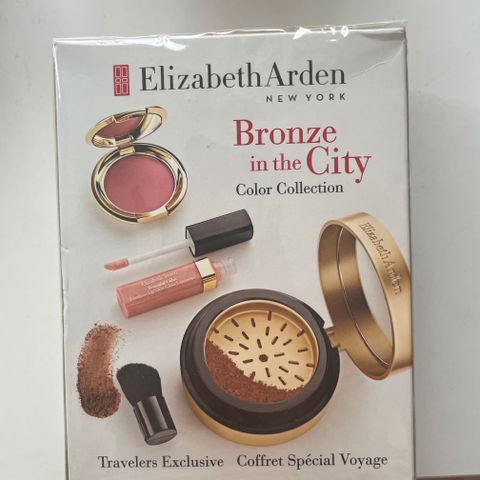 Elizabeth Arden
NEW YORK
Bronze
in the City
Color Collection
Elizabeth Arden
Travelers Exclusive Coffret Spécial Voyage